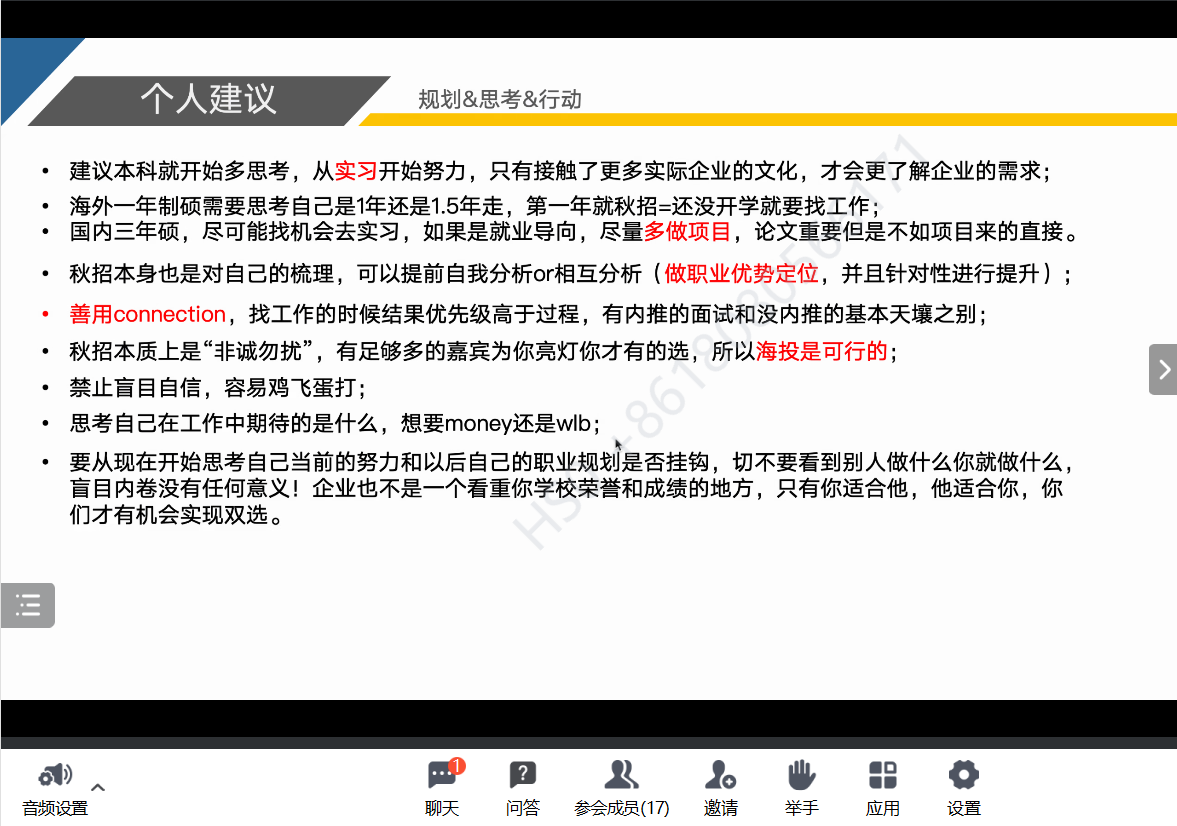 个人建议
规划&思考&行动
• 建议本科就开始多思考，从实习开始努力，只有接触了更多实际企业的文化，才会更了解企业的需求；
• 海外一年制硕需要思考自己是1年还是1.5年走，第一年就秋招=还没开学就要找工作；
• 国内三年硕，尽可能找机会去实习，如果是就业导向，尽量多做项目，论文重要但是不如项目来的直接。
• 秋招本身也是对自己的梳理，可以提前自我分析or相互分析（做职业优势定位，并且针对性进行提升）；
• 善用connection，找工作的时候结果优先级高于过程，有内推的面试和没内推的基本天壤之别；
• 秋招本质上是“非诚勿扰”，有足够多的嘉宾为你亮灯你才有的选，所以海投是可行的；
• 禁止盲目自信，容易鸡飞蛋打；
• 思考自己在工作中期待的是什么，想要money还是wlb；
• 要从现在开始思考自己当前的努力和以后自己的职业规划是否挂钩，切不要看到别人做什么你就做什么，
盲目内卷没有任何意义！企业也不是一个看重你学校荣誉和成绩的地方，只有你适合他，他适合你，你
们才有机会实现双选。
音频设置
1
聊天
问答
参会成员(17)
邀请
举手
应用
设置